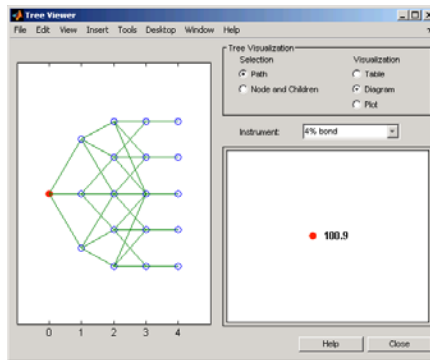 Tree Viewer
File Edit View Insert Tools Desktop Window Help
Tree Visualization
Selection Visualization
Path Table
Node and Children Diagram
Plot
Instrument: 4% bond
100.9
0 1 2 3 4
Help Close